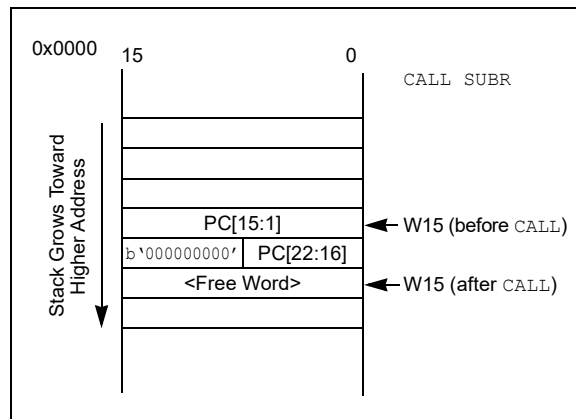 0x0000
15
0
CALL SUBR
Stack Grows Toward
Higher Address
PC[15:1]
W15 (before CALL)
b‘000000000’
PC[22:16]
<Free Word>
W15 (after CALL)